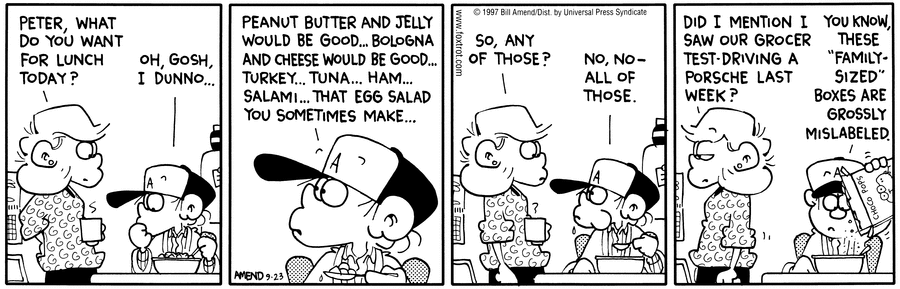 PETER, WHAT
DO YOU WANT
FOR LUNCH
TODAY?
OH, GOSH,
I DUNNO...
A
PEANUT BUTTER AND JELLY
WOULD BE GOOD... BOLOGNA
AND CHEESE WOULD BE GOOD...
TURKEY... TUNA... HAM...
SALAMI... THAT EGG SALAD
YOU SOMETIMES MAKE...
A
AMEND 9-23
www.foxtrot.com
© 1997 Bill Amend/Dist. by Universal Press Syndicate
SO, ANY
OF THOSE?
NO, NO–
ALL OF
THOSE.
?
A
DID I MENTION I
SAW OUR GROCER
TEST-DRIVING A
PORSCHE LAST
WEEK?
YOU KNOW,
THESE
"FAMILY-
SIZED"
BOXES ARE
GROSSLY
MISLABELED.
A